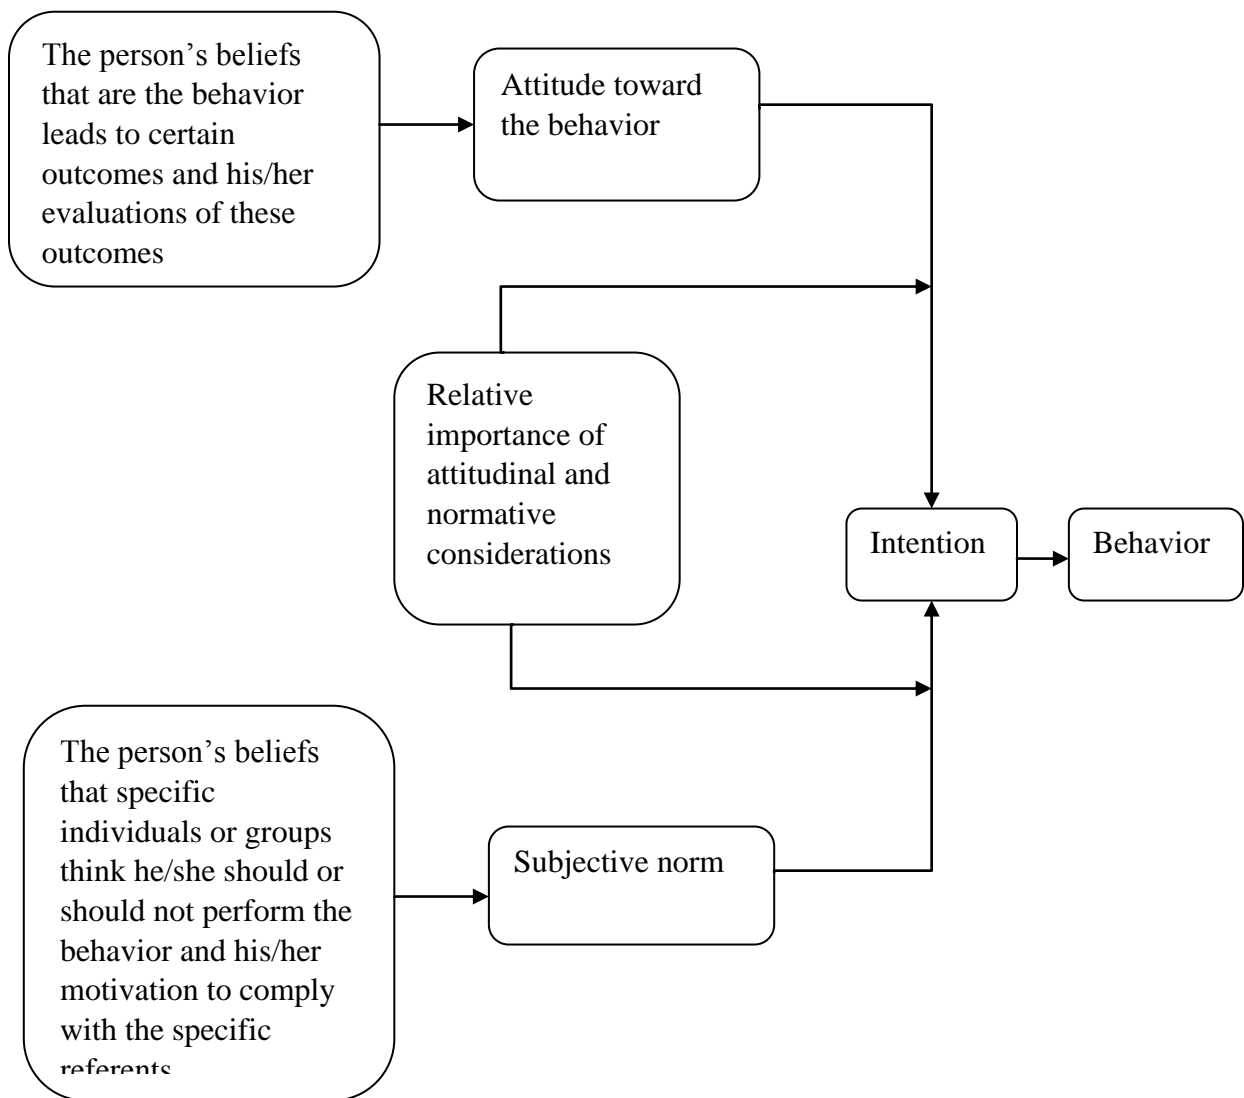 The person’s beliefs
that are the behavior
leads to certain
outcomes and his/her
evaluations of these
outcomes
Attitude toward
the behavior
Relative
importance of
attitudinal and
normative
considerations
Intention
Behavior
The person’s beliefs
that specific
individuals or groups
think he/she should or
should not perform the
behavior and his/her
motivation to comply
with the specific
referents
Subjective norm